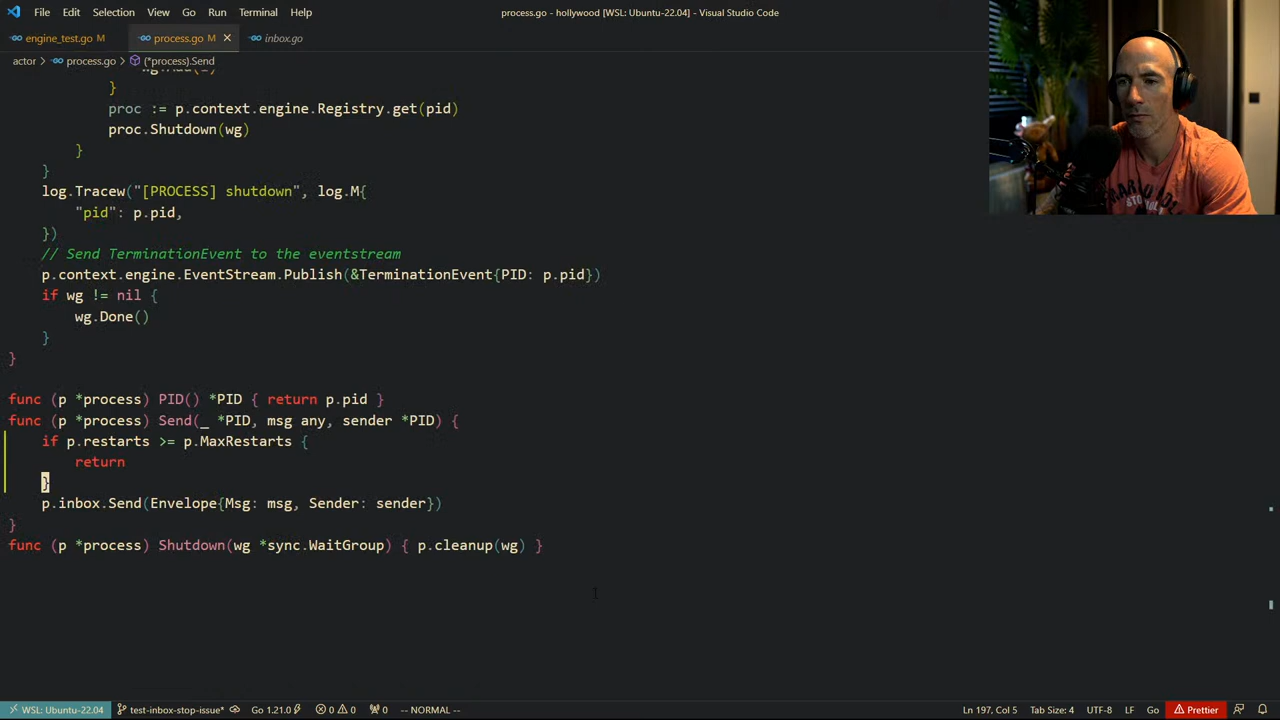 File Edit Selection View Go Run Terminal Help
process.go - hollywood [WSL: Ubuntu-22.04] - Visual Studio Code
engine_test.go M process.go M inbox.go
actor > process.go > (*process).Send
}
proc := p.context.engine.Registry.get(pid)
proc.Shutdown(wg)
}
}
log.Tracew("[PROCESS] shutdown", log.M{
"pid": p.pid,
})
// Send TerminationEvent to the eventstream
p.context.engine.EventStream.Publish(&TerminationEvent{PID: p.pid})
if wg != nil {
wg.Done()
}
}
func (p *process) PID() *PID { return p.pid }
func (p *process) Send(_ *PID, msg any, sender *PID) {
if p.restarts >= p.MaxRestarts {
return
}
p.inbox.Send(Envelope{Msg: msg, Sender: sender})
}
func (p *process) Shutdown(wg *sync.WaitGroup) { p.cleanup(wg) }
WSL: Ubuntu-22.04 test-inbox-stop-issue* Go 1.21.0 0 0 0 -- NORMAL -- Ln 197, Col 5 Tab Size: 4 UTF-8 LF Go Prettier